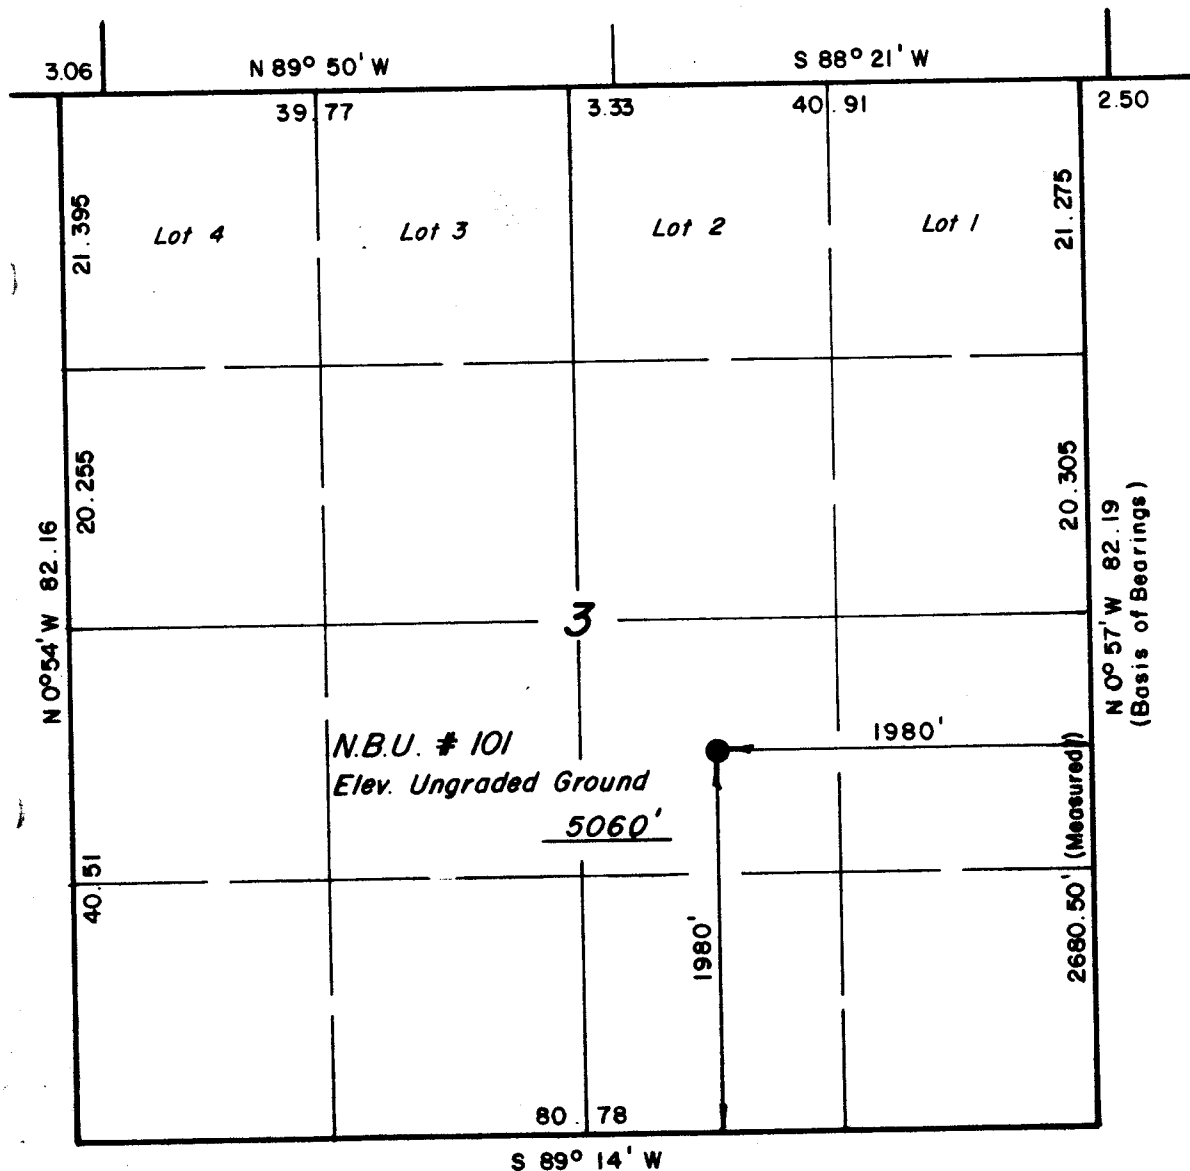 3.06
N 89° 50' W
S 88° 21' W
39.77
3.33
40.91
2.50
21.395
Lot 4
Lot 3
Lot 2
Lot 1
21.275
20.255
20.305
N 0°54' W 82.16
3
N 0° 57' W 82.19
(Basis of Bearings)
N.B.U. # 101
Elev. Ungraded Ground
5060'
1980'
1980'
40.51
2680.50' (Measured)
80.78
S 89° 14' W